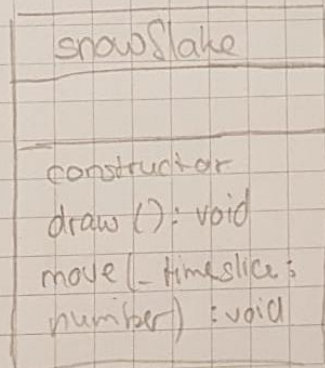 snowflake
constructor
draw (): void
move (_timeslice:
number) : void